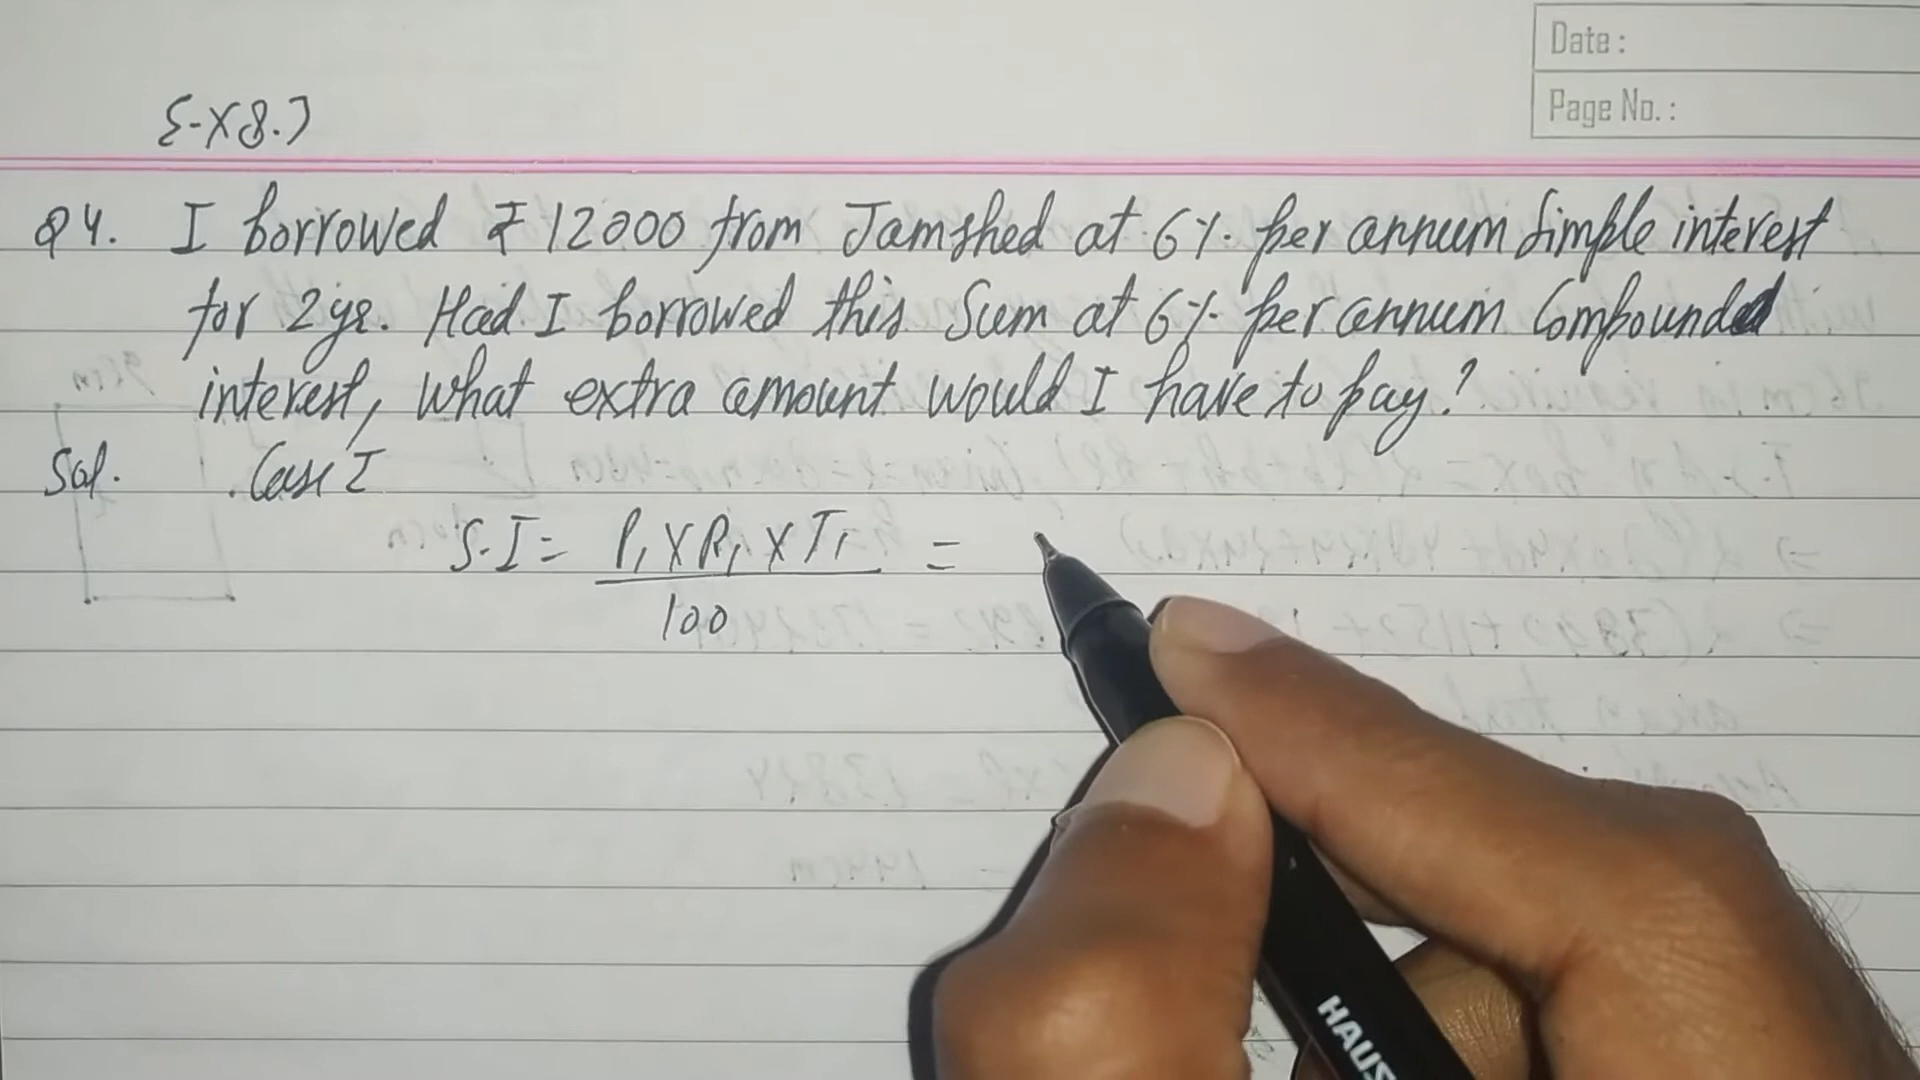 Date :
Page No. :
Ex 8.3
Q4. I borrowed ₹ 12000 from Jamshed at 6% per annum Simple interest
for 2 yr. Had I borrowed this Sum at 6% per annum Compounded
interest, What extra amount would I have to pay?
Sol. Case I
S.I = P₁ X R₁ X T₁ =
100
HAUS